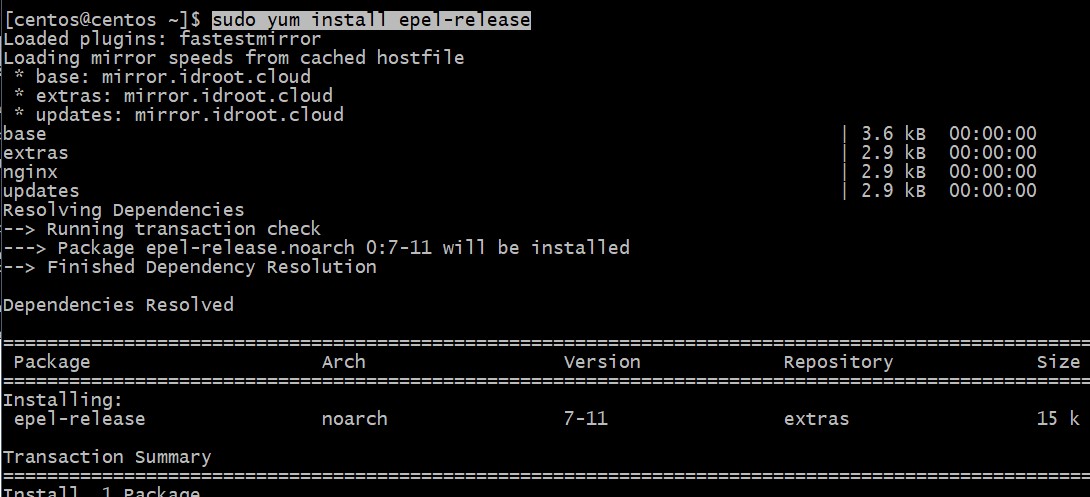 [centos@centos ~]$ sudo yum install epel-release
Loaded plugins: fastestmirror
Loading mirror speeds from cached hostfile
 * base: mirror.idroot.cloud
 * extras: mirror.idroot.cloud
 * updates: mirror.idroot.cloud
base | 3.6 kB 00:00:00
extras | 2.9 kB 00:00:00
nginx | 2.9 kB 00:00:00
updates | 2.9 kB 00:00:00
Resolving Dependencies
--> Running transaction check
---> Package epel-release.noarch 0:7-11 will be installed
--> Finished Dependency Resolution
Dependencies Resolved
================================================================================
Package Arch Version Repository Size
================================================================================
Installing:
epel-release noarch 7-11 extras 15 k
Transaction Summary
================================================================================
Install 1 Package